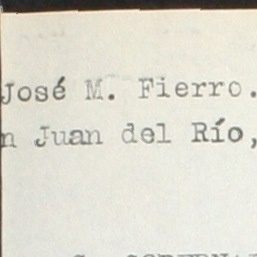 José M. Fierro.
n Juan del Río,